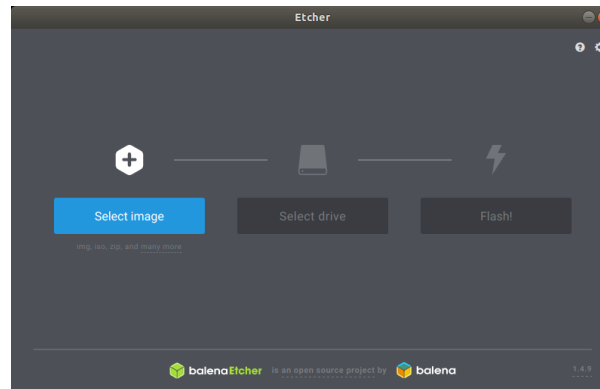 Etcher
Select image
Select drive
Flash!
img, iso, zip, and many more
balenaEtcher is an open source project by balena
1.4.9